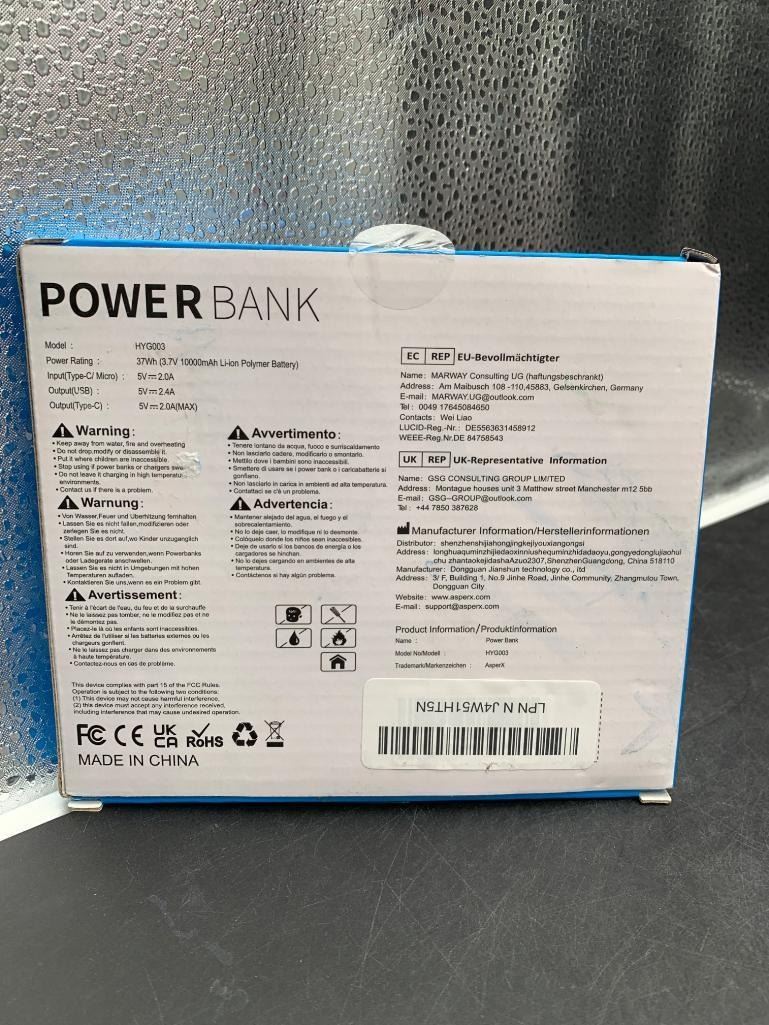 POWER BANK
Model : HYG003
Power Rating : 37Wh (3.7V 10000mAh Li-ion Polymer Battery)
Input(Type-C/ Micro) : 5V⎓2.0A
Output(USB) : 5V⎓2.4A
Output(Type-C) : 5V⎓2.0A(MAX)
Warning:
• Keep away from water, fire and overheating
• Do not drop,modify or disassemble it.
• Put it where children are inaccessible.
• Stop using if power banks or chargers
• Do not leave it charging in high temperatu
environments.
• Contact us if there is a problem.
Warnung:
• Von Wasser,Feuer und Uberhitzung fernhalten.
• Lassen Sie es nicht fallen,modifizieren oder
zerlegen Sie es nicht.
• Stellen Sie es dort auf,wo Kinder unzugänglich
sind.
• Horen Sie auf zu verwenden,wenn Powerbanks
oder Ladegerate anschwellen.
• Lassen Sie es nicht in Umgebungen mit hohen
Temperaturen aufladen.
• Kontaktieren Sie uns,wenn es ein Problem gibt.
Avertissement:
• Tenir à l'écart de l'eau, du feu et de la surchauffe
• Ne le laissez pas tomber, ne le modifiez pas et ne
le démontez pas.
• Placez-le là où les enfants sont inaccessibles.
• Arrêtez de l'utiliser si les batteries externes ou les
chargeurs gonflent.
• Ne le laissez pas charger dans des environnements
à haute température.
• Contactez-nous en cas de problème.
Avvertimento:
• Tenere lontano da acqua, fuoco e surriscaldamento
• Non lasciarlo cadere, modificarlo o smontarlo.
• Mettilo dove i bambini sono inaccessibili.
• Smettere di usare se i power bank o i caricabatterie si
gonfiano.
• Non lasciarlo in carica in ambienti ad alta temperatura.
• Contattaci se c'è un problema.
Advertencia:
• Mantener alejado del agua, el fuego y el
sobrecalentamiento.
• No lo deje caer, lo modifique ni lo desmonte.
• Colóquelo donde los niños sean inaccesibles.
• Deje de usarlo si los bancos de energía o los
cargadores se hinchan.
• No lo dejes cargando en ambientes de alta
temperatura.
• Contáctenos si hay algún problema.
This device complies with part 15 of the FCC Rules.
Operation is subject to the following two conditions:
(1) This device may not cause harmful interference,
(2) this device must accept any interference received,
including interference that may cause undesired operation.
FC CE UK CA RoHS
MADE IN CHINA
EC REP EU-Bevollmächtigter
Name: MARWAY Consulting UG (haftungsbeschrankt)
Address: Am Maibusch 108 -110,45883, Gelsenkirchen, Germany
E-mail: MARWAY.UG@outlook.com
Tel : 0049 17645084650
Contacts: Wei Liao
LUCID-Reg.-Nr.: DE5563631458912
WEEE-Reg.Nr.DE 84758543
UK REP UK-Representative Information
Name: GSG CONSULTING GROUP LIMITED
Address: Montague houses unit 3 Matthew street Manchester m12 5bb
E-mail: GSG-GROUP@outlook.com
Tel: +44 7850 387628
Manufacturer Information/Herstellerinformationen
Distributor: shenzhenshijiahongjingkejiyouxiangongsi
Address: longhuaquminzhijiedaoxinniushequminzhidadaoyu,gongyedonglujiaohui
chu zhantaokejidashaAzuo2307,ShenzhenGuangdong, China 518110
Manufacturer: Dongguan Jianshun technology co., ltd
Address: 3/ F, Building 1, No.9 Jinhe Road, Jinhe Community, Zhangmulou Town,
Dongguan City
Website: www.asperx.com
E-mail: support@asperx.com
Product Information/Produktinformation
Name : Power Bank
Model No/Modell : HYG003
Trademark/Markenzeichen : AsperX
LPN N J4W51HT5N